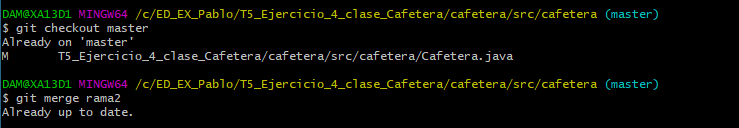 DAM@XA13D1 MINGW64 /c/ED_EX_Pablo/T5_Ejercicio_4_clase_Cafetera/cafetera/src/cafetera (master)
$ git checkout master
Already on 'master'
M       T5_Ejercicio_4_clase_Cafetera/cafetera/src/cafetera/Cafetera.java
DAM@XA13D1 MINGW64 /c/ED_EX_Pablo/T5_Ejercicio_4_clase_Cafetera/cafetera/src/cafetera (master)
$ git merge rama2
Already up to date.